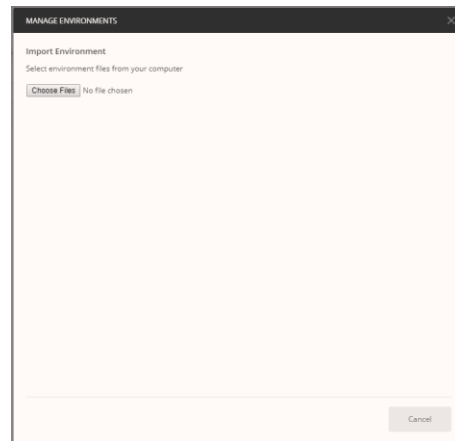 MANAGE ENVIRONMENTS
Import Environment
Select environment files from your computer
Choose Files No file chosen
Cancel